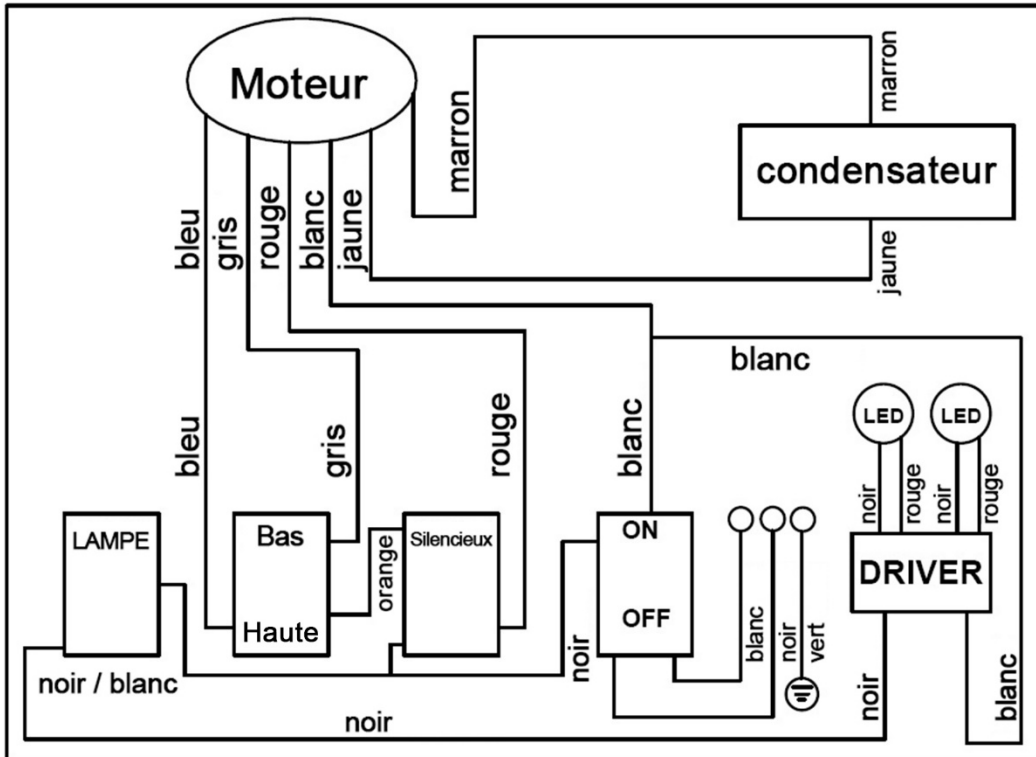 Moteur
marron
marron
condensateur
jaune
bleu
gris
rouge
blanc
jaune
blanc
bleu
gris
rouge
blanc
LED
LED
noir
rouge
noir
rouge
LAMPE
Bas
Haute
orange
Silencieux
ON
OFF
DRIVER
noir
blanc
noir
vert
noir / blanc
noir
noir
blanc